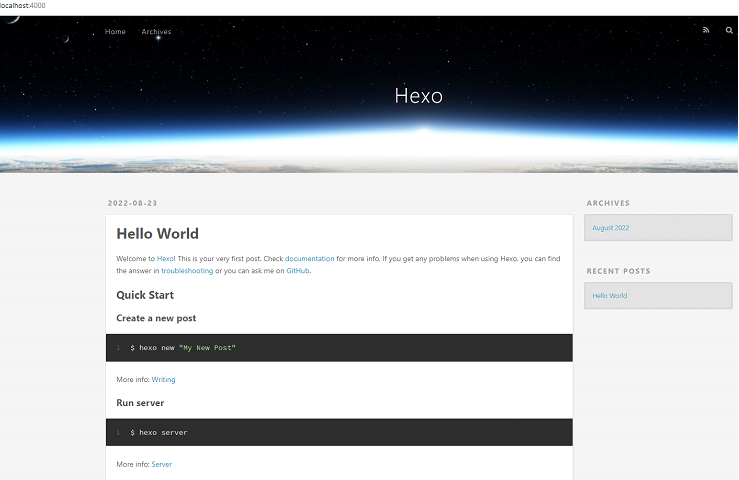 localhost:4000
Home Archives
Hexo
2022-08-23
Hello World
Welcome to Hexo! This is your very first post. Check documentation for more info. If you get any problems when using Hexo, you can find
the answer in troubleshooting or you can ask me on GitHub.
Quick Start
Create a new post
1 $ hexo new "My New Post"
More info: Writing
Run server
1 $ hexo server
More info: Server
ARCHIVES
August 2022
RECENT POSTS
Hello World